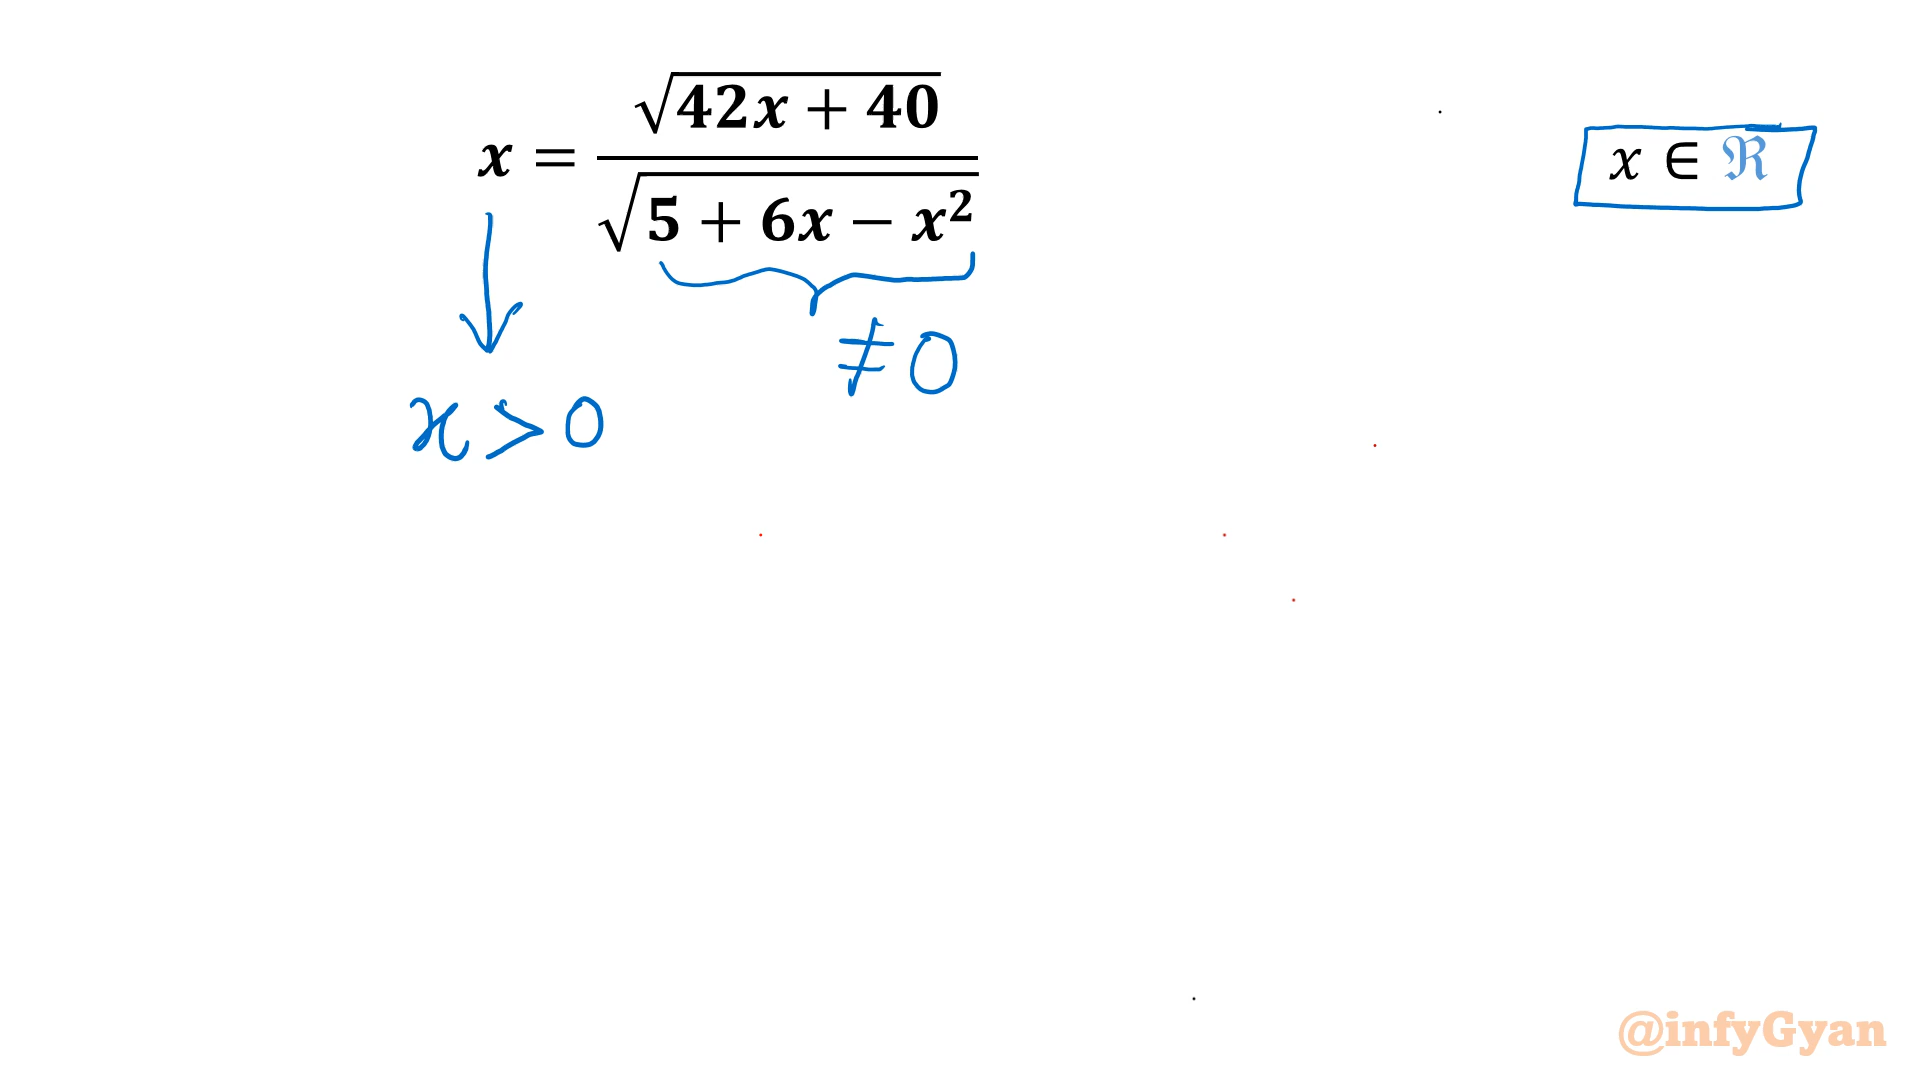 x = √(42x + 40) / √(5 + 6x − x²)
x ∈ ℜ
≠ 0
x > 0
@infyGyan